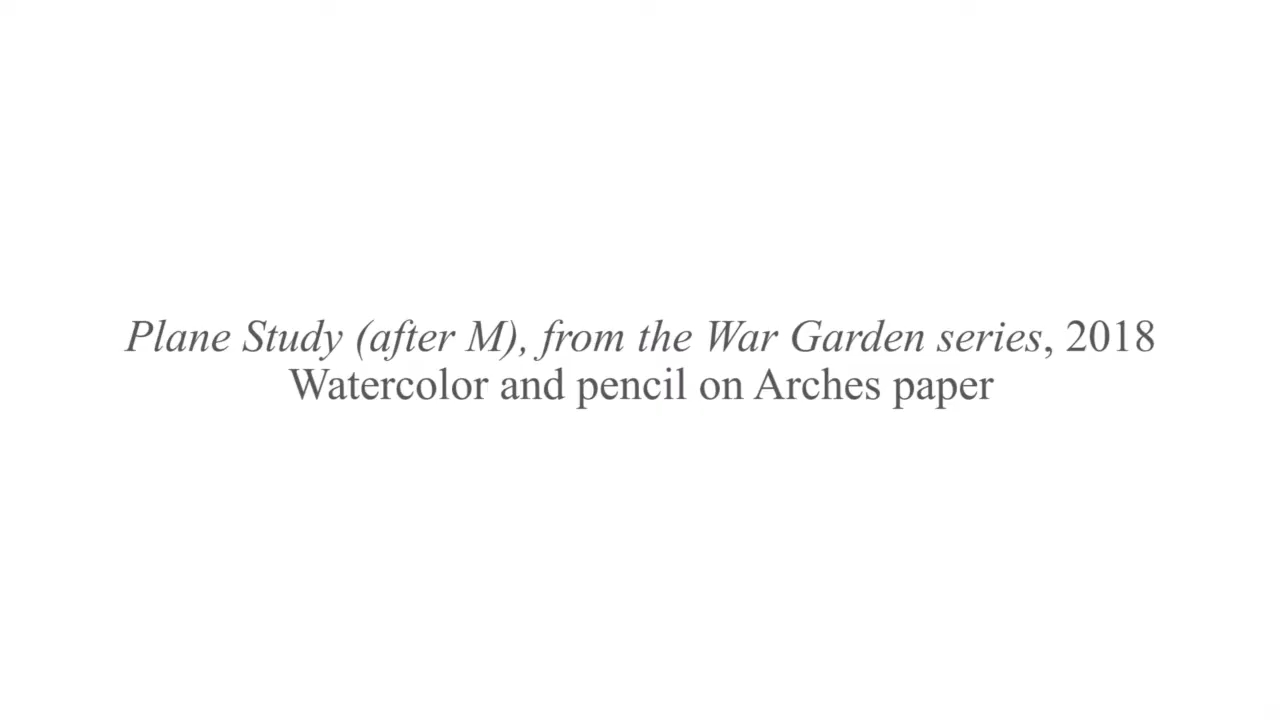 Plane Study (after M), from the War Garden series, 2018
Watercolor and pencil on Arches paper